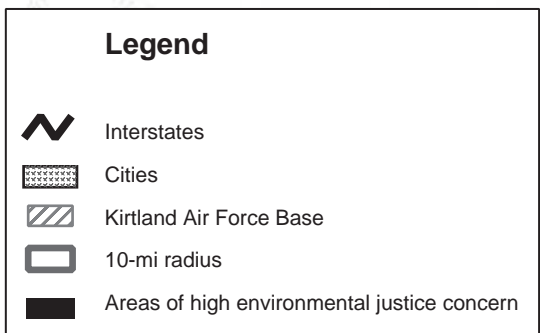 Legend
Interstates
Cities
Kirtland Air Force Base
10-mi radius
Areas of high environmental justice concern